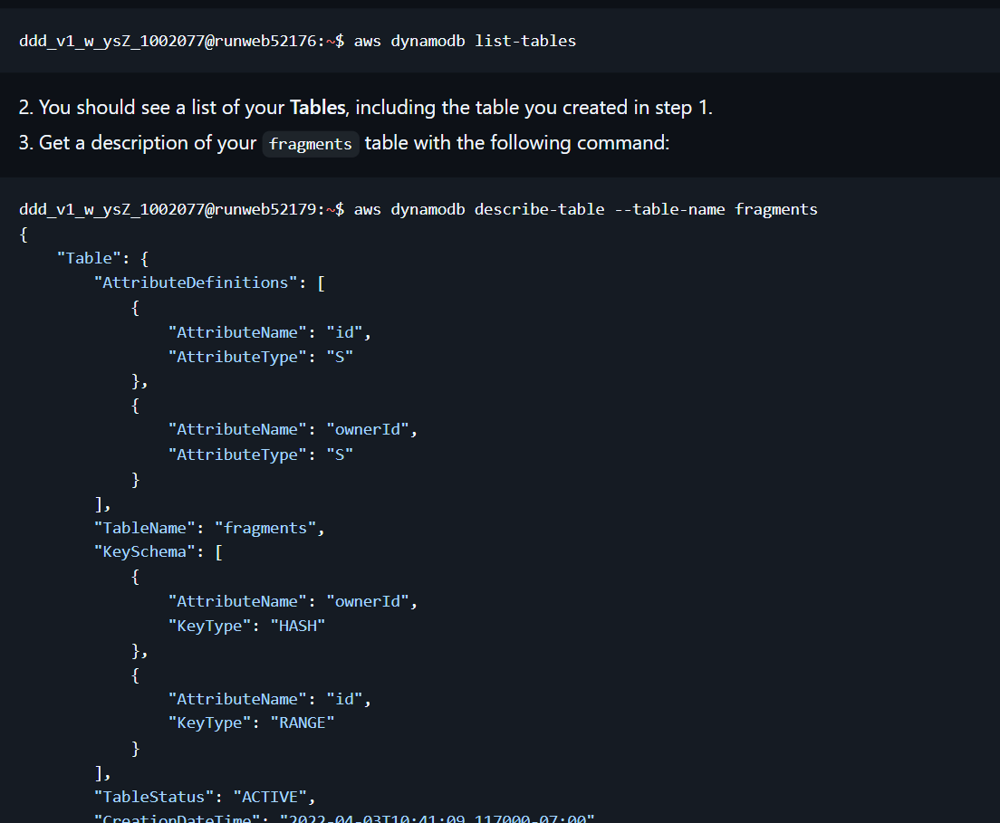 ddd_v1_w_ysZ_1002077@runweb52176:~$ aws dynamodb list-tables
2. You should see a list of your Tables, including the table you created in step 1.
3. Get a description of your fragments table with the following command:
ddd_v1_w_ysZ_1002077@runweb52179:~$ aws dynamodb describe-table --table-name fragments
{
    "Table": {
        "AttributeDefinitions": [
            {
                "AttributeName": "id",
                "AttributeType": "S"
            },
            {
                "AttributeName": "ownerId",
                "AttributeType": "S"
            }
        ],
        "TableName": "fragments",
        "KeySchema": [
            {
                "AttributeName": "ownerId",
                "KeyType": "HASH"
            },
            {
                "AttributeName": "id",
                "KeyType": "RANGE"
            }
        ],
        "TableStatus": "ACTIVE",
        "CreationDateTime": "2022-04-03T10:41:09.117000-07:00"